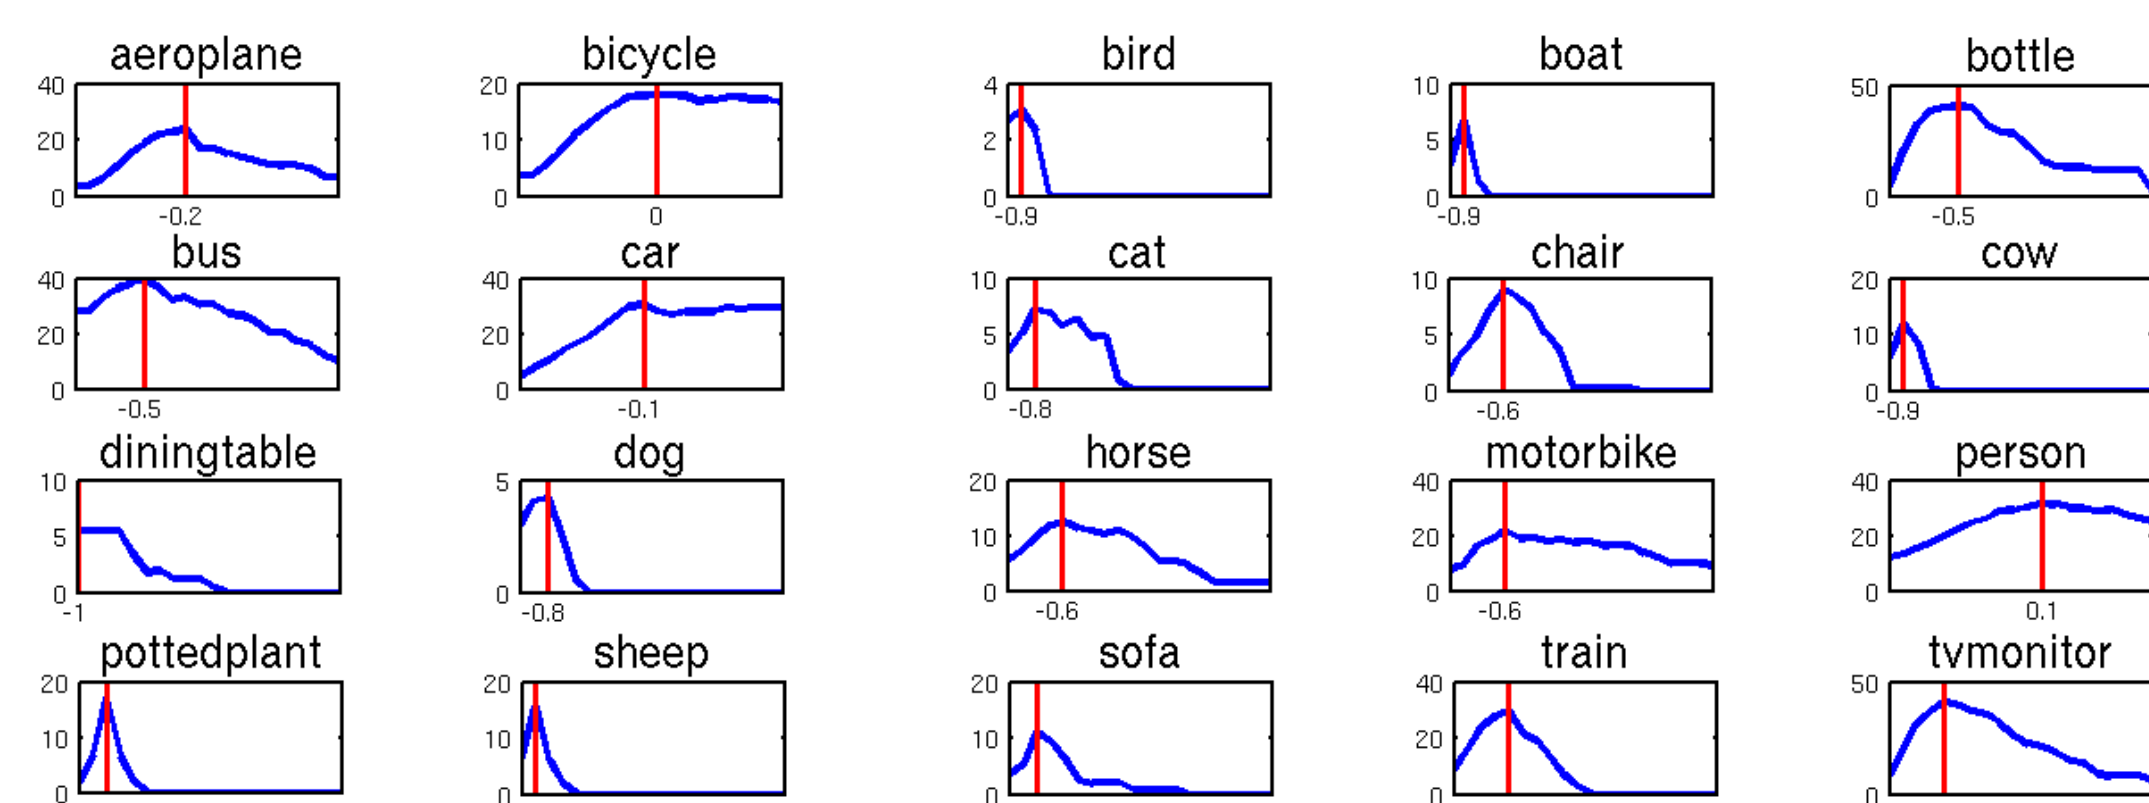 aeroplane bicycle bird boat bottle
40 20 4 10 50
20 10 2 5
0 0 0 0 0
-0.2 0 -0.9 -0.9 -0.5
bus car cat chair cow
40 40 10 10 20
20 20 5 5 10
0 0 0 0 0
-0.5 -0.1 -0.8 -0.6 -0.9
diningtable dog horse motorbike person
10 5 20 40 40
5 10 20 20
0 0 0 0 0
-1 -0.8 -0.6 -0.6 0.1
pottedplant sheep sofa train tvmonitor
20 20 20 40 50
10 10 10 20
0 0 0 0 0